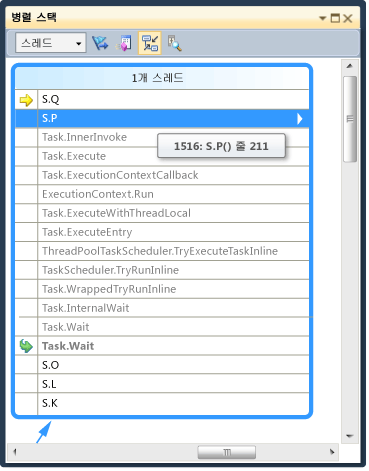 병렬 스택
스레드
1개 스레드
S.Q
S.P
Task.InnerInvoke
1516: S.P() 줄 211
Task.Execute
Task.ExecutionContextCallback
ExecutionContext.Run
Task.ExecuteWithThreadLocal
Task.ExecuteEntry
ThreadPoolTaskScheduler.TryExecuteTaskInline
TaskScheduler.TryRunInline
Task.WrappedTryRunInline
Task.InternalWait
Task.Wait
Task.Wait
S.O
S.L
S.K